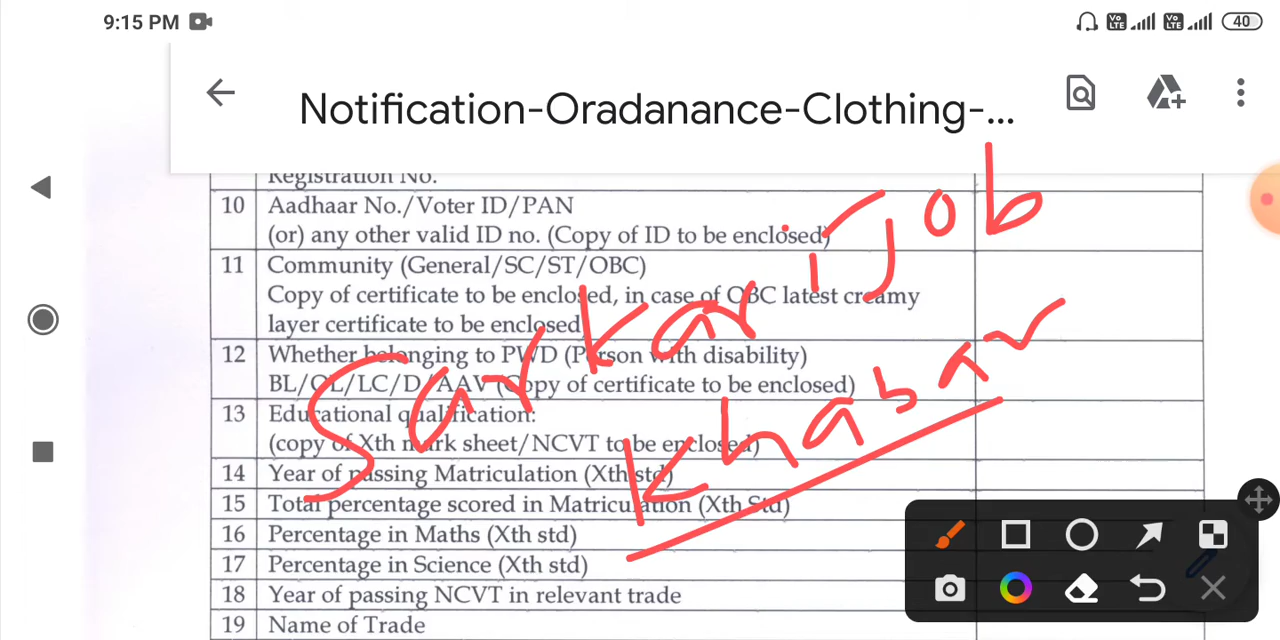 9:15 PM
Vo LTE Vo LTE 40
Notification-Oradanance-Clothing-...
Registration No.
10 Aadhaar No./Voter ID/PAN
(or) any other valid ID no. (Copy of ID to be enclosed)
11 Community (General/SC/ST/OBC)
Copy of certificate to be enclosed, in case of OBC latest creamy
layer certificate to be enclosed
12 Whether belonging to PWD (Person with disability)
BL/OL/LC/D/AAV (Copy of certificate to be enclosed)
13 Educational qualification:
(copy of Xth mark sheet/NCVT to be enclosed)
14 Year of passing Matriculation (Xth std)
15 Total percentage scored in Matriculation (Xth Std)
16 Percentage in Maths (Xth std)
17 Percentage in Science (Xth std)
18 Year of passing NCVT in relevant trade
19 Name of Trade
Sarkari Job
Khabar